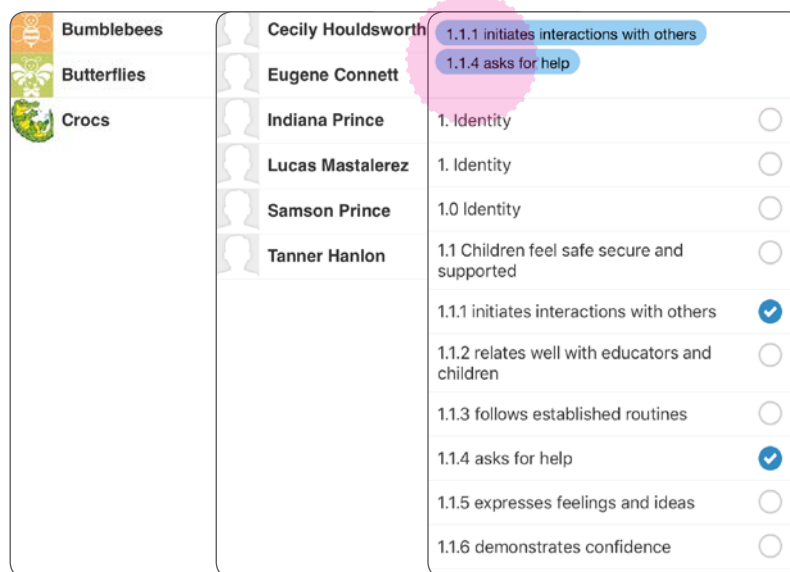 Bumblebees
Butterflies
Crocs
Cecily Houldsworth
Eugene Connett
Indiana Prince
Lucas Mastalerez
Samson Prince
Tanner Hanlon
1.1.1 initiates interactions with others
1.1.4 asks for help
1. Identity
1. Identity
1.0 Identity
1.1 Children feel safe secure and
supported
1.1.1 initiates interactions with others
1.1.2 relates well with educators and
children
1.1.3 follows established routines
1.1.4 asks for help
1.1.5 expresses feelings and ideas
1.1.6 demonstrates confidence